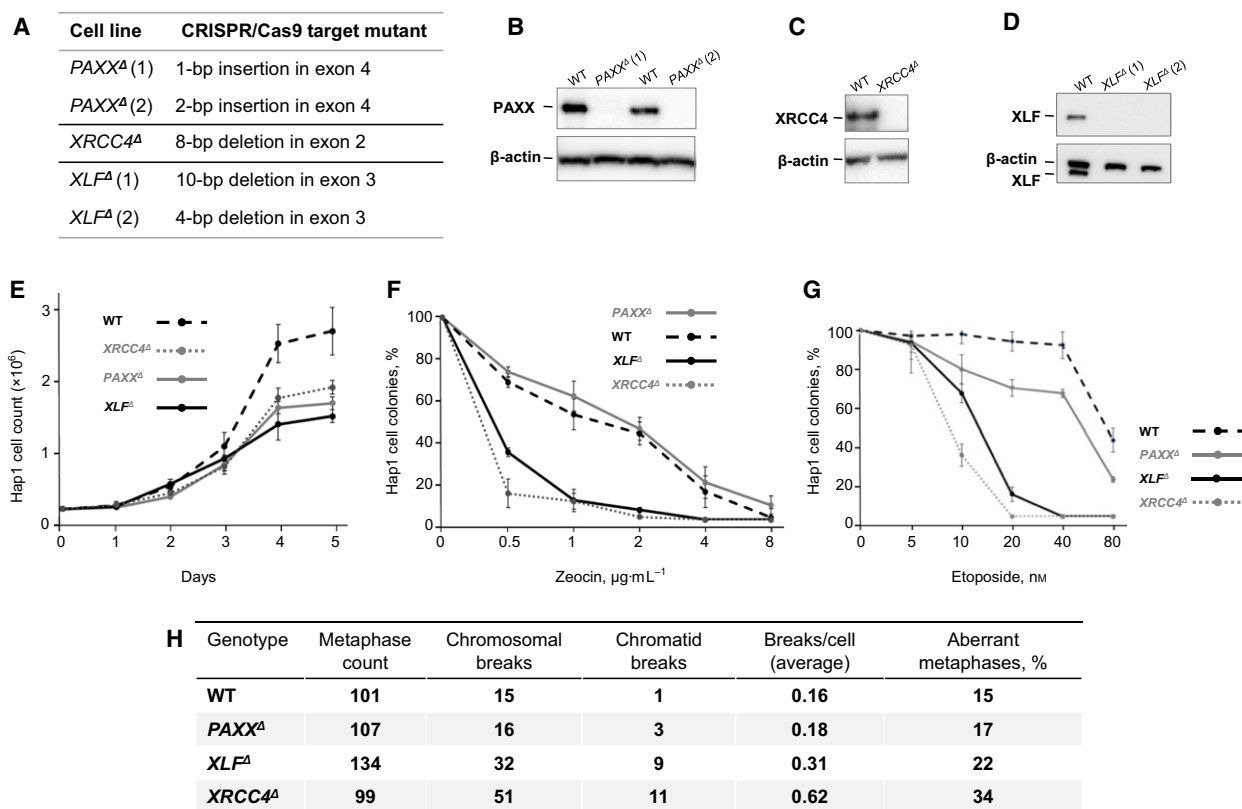 A
Cell line CRISPR/Cas9 target mutant
PAXXΔ (1) 1-bp insertion in exon 4
PAXXΔ (2) 2-bp insertion in exon 4
XRCC4Δ 8-bp deletion in exon 2
XLFΔ (1) 10-bp deletion in exon 3
XLFΔ (2) 4-bp deletion in exon 3
B
WT PAXXΔ (1) WT PAXXΔ (2)
PAXX
β-actin
C
WT XRCC4Δ
XRCC4
β-actin
D
WT XLFΔ (1) XLFΔ (2)
XLF
β-actin
XLF
E
Hap1 cell count (×10⁶)
3
2
1
0
WT
XRCC4Δ
PAXXΔ
XLFΔ
0 1 2 3 4 5
Days
F
Hap1 cell colonies, %
100
80
60
40
20
0
PAXXΔ
WT
XLFΔ
XRCC4Δ
0 0.5 1 2 4 8
Zeocin, µg·mL⁻¹
G
Hap1 cell colonies, %
100
80
60
40
20
0
WT
PAXXΔ
XLFΔ
XRCC4Δ
0 5 10 20 40 80
Etoposide, nM
H
Genotype Metaphase count Chromosomal breaks Chromatid breaks Breaks/cell (average) Aberrant metaphases, %
WT 101 15 1 0.16 15
PAXXΔ 107 16 3 0.18 17
XLFΔ 134 32 9 0.31 22
XRCC4Δ 99 51 11 0.62 34